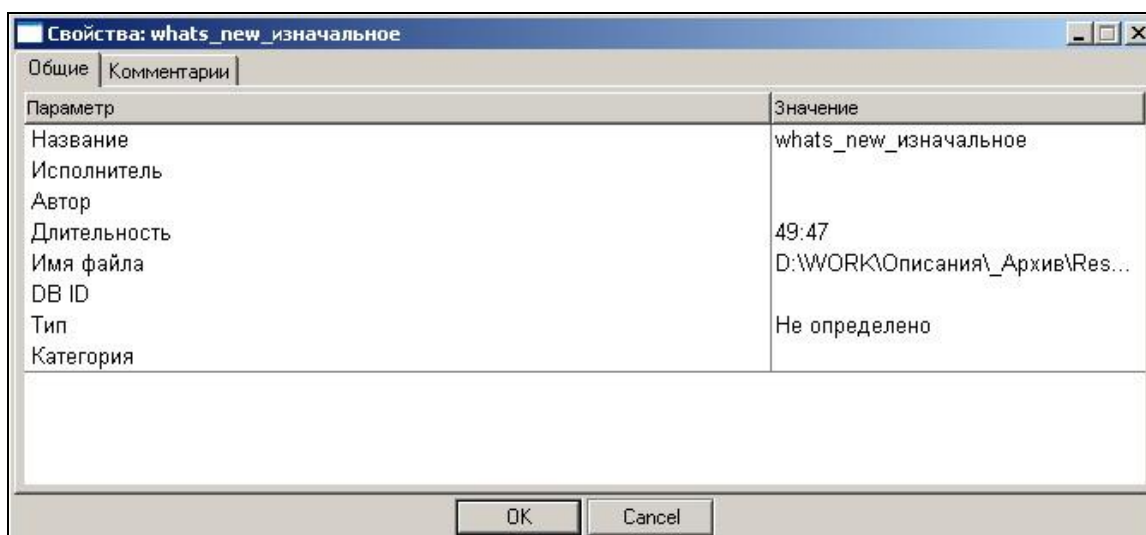 Свойства: whats_new_изначальное
Общие Комментарии
Параметр Значение
Название whats_new_изначальное
Исполнитель
Автор
Длительность 49:47
Имя файла D:\WORK\Описания\_Архив\Res...
DB ID
Тип Не определено
Категория
OK Cancel